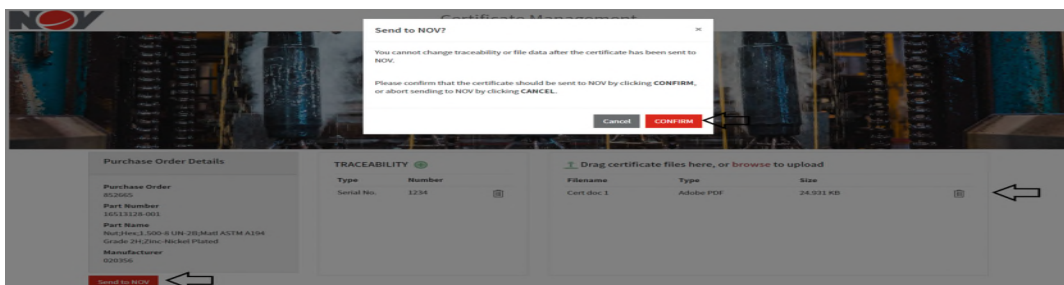 NOV
Certificate Management
Send to NOV?
×
You cannot change traceability or file data after the certificate has been sent to
NOV.
Please confirm that the certificate should be sent to NOV by clicking CONFIRM,
or abort sending to NOV by clicking CANCEL.
Cancel CONFIRM
Purchase Order Details
Purchase Order
852665
Part Number
16513128-001
Part Name
Nut;Hex;1.500-8 UN-2B;Matl ASTM A194
Grade 2H;Zinc-Nickel Plated
Manufacturer
020356
Send to NOV
TRACEABILITY
Type Number
Serial No. 1234
Drag certificate files here, or browse to upload
Filename Type Size
Cert doc 1 Adobe PDF 24.931 KB